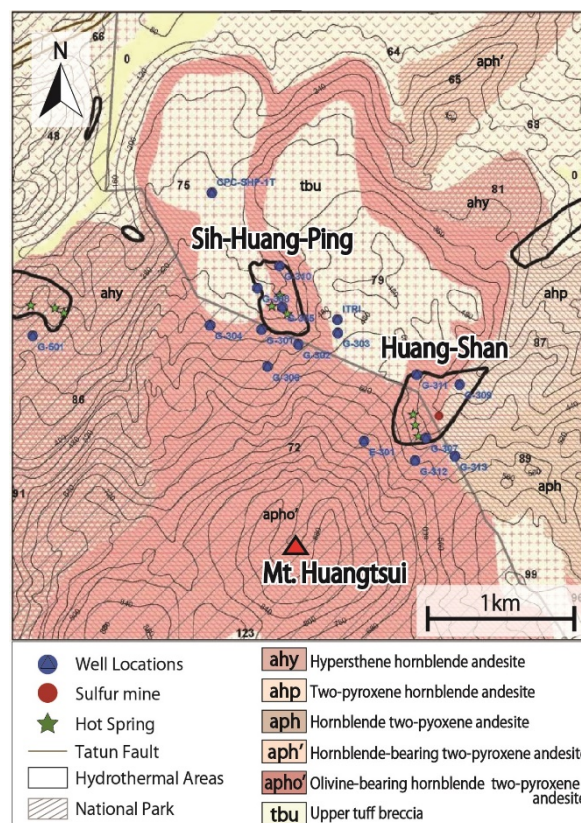 N
66
0
64
65
aph'
68
48
75
CPC-SHP-1T
tbu
81
0
ahy
Sih-Huang-Ping
G-310
79
ahp
ahy
ITRI
G-304
G-301
G-302
G-303
G-501
Huang-Shan
87
G-311
G-309
86
72
E-301
G-307
G-312
G-313
89
aph
91
apho'
Mt. Huangtsui
99
1km
123
Well Locations
Sulfur mine
Hot Spring
Tatun Fault
Hydrothermal Areas
National Park
ahy Hypersthene hornblende andesite
ahp Two-pyroxene hornblende andesite
aph Hornblende two-pyoxene andesite
aph' Hornblende-bearing two-pyroxene andesite
apho' Olivine-bearing hornblende two-pyroxene
andesite
tbu Upper tuff breccia